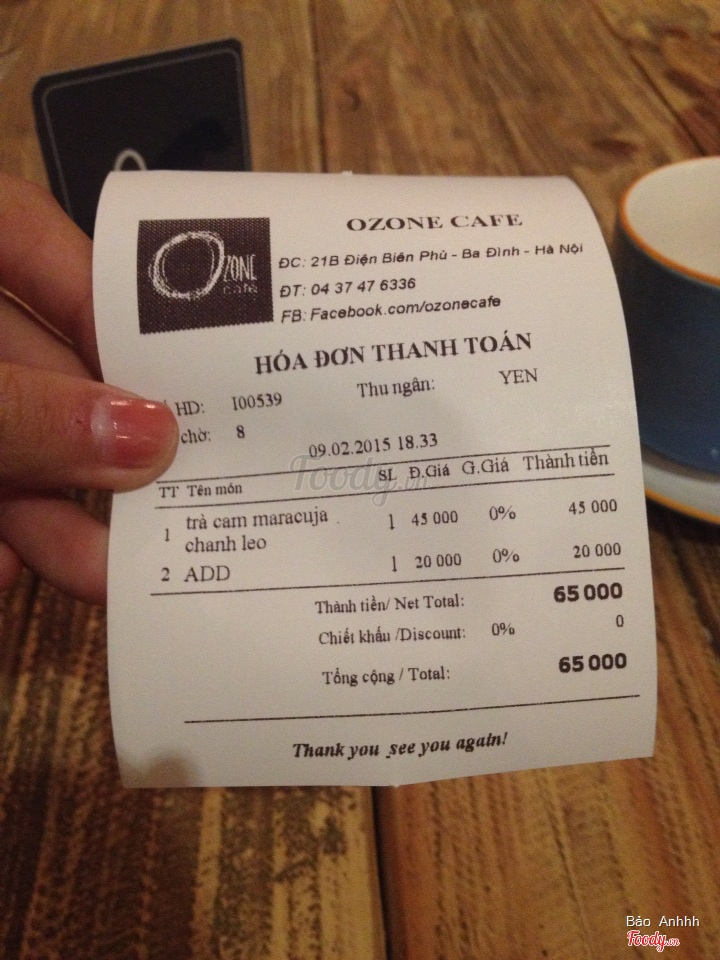 OZONE
café
OZONE CAFE
ĐC: 21B Điện Biên Phủ - Ba Đình - Hà Nội
ĐT: 04 37 47 6336
FB: Facebook.com/ozonecafe
HÓA ĐƠN THANH TOÁN
HD: I00539 Thu ngân: YEN
chờ: 8
09.02.2015 18.33
TT Tên món SL Đ.Giá G.Giá Thành tiền
1 trà cam maracuja 1 45 000 0% 45 000
chanh leo
2 ADD 1 20 000 0% 20 000
Thành tiền/ Net Total: 65 000
Chiết khấu /Discount: 0% 0
Tổng cộng / Total: 65 000
Thank you see you again!
Foody.vn
Bảo Anhhh
Foody.vn